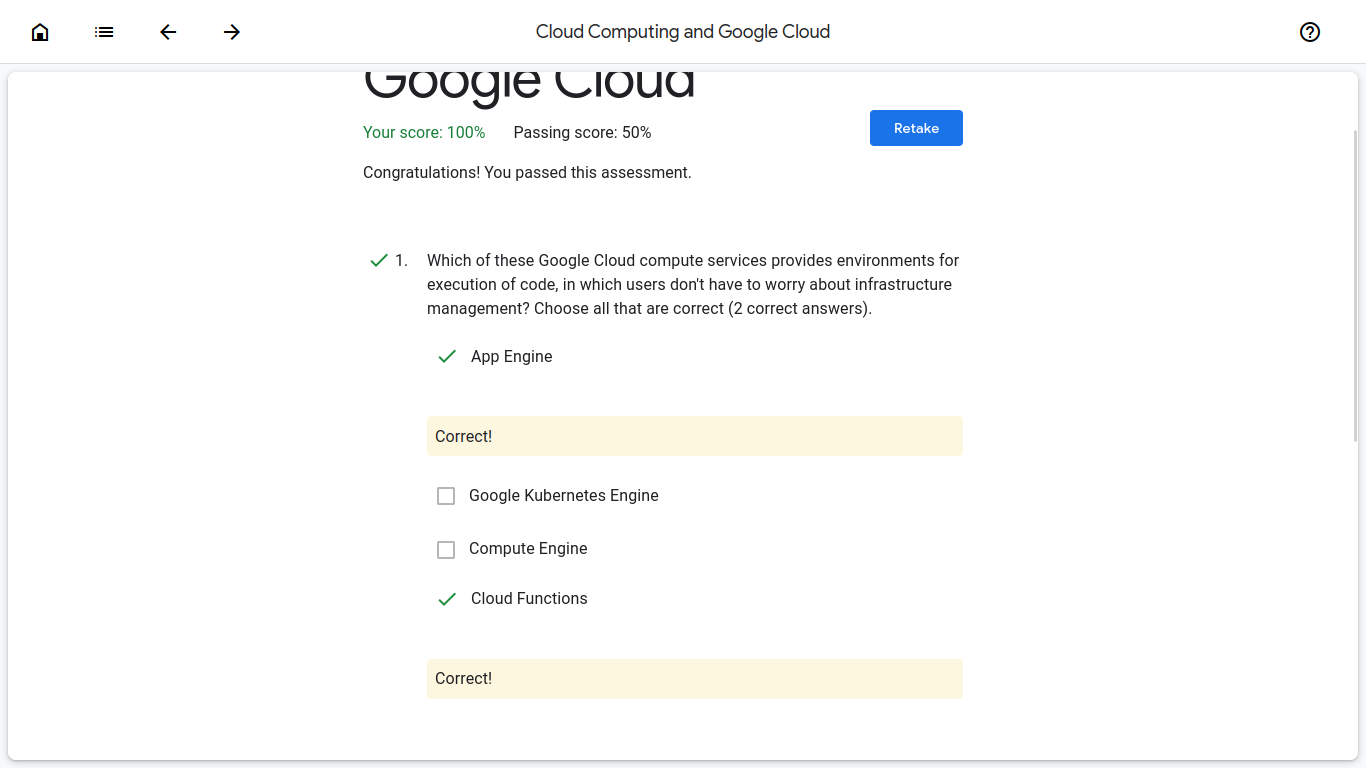 Cloud Computing and Google Cloud
Google Cloud
Your score: 100% Passing score: 50%
Retake
Congratulations! You passed this assessment.
1. Which of these Google Cloud compute services provides environments for
execution of code, in which users don't have to worry about infrastructure
management? Choose all that are correct (2 correct answers).
App Engine
Correct!
Google Kubernetes Engine
Compute Engine
Cloud Functions
Correct!